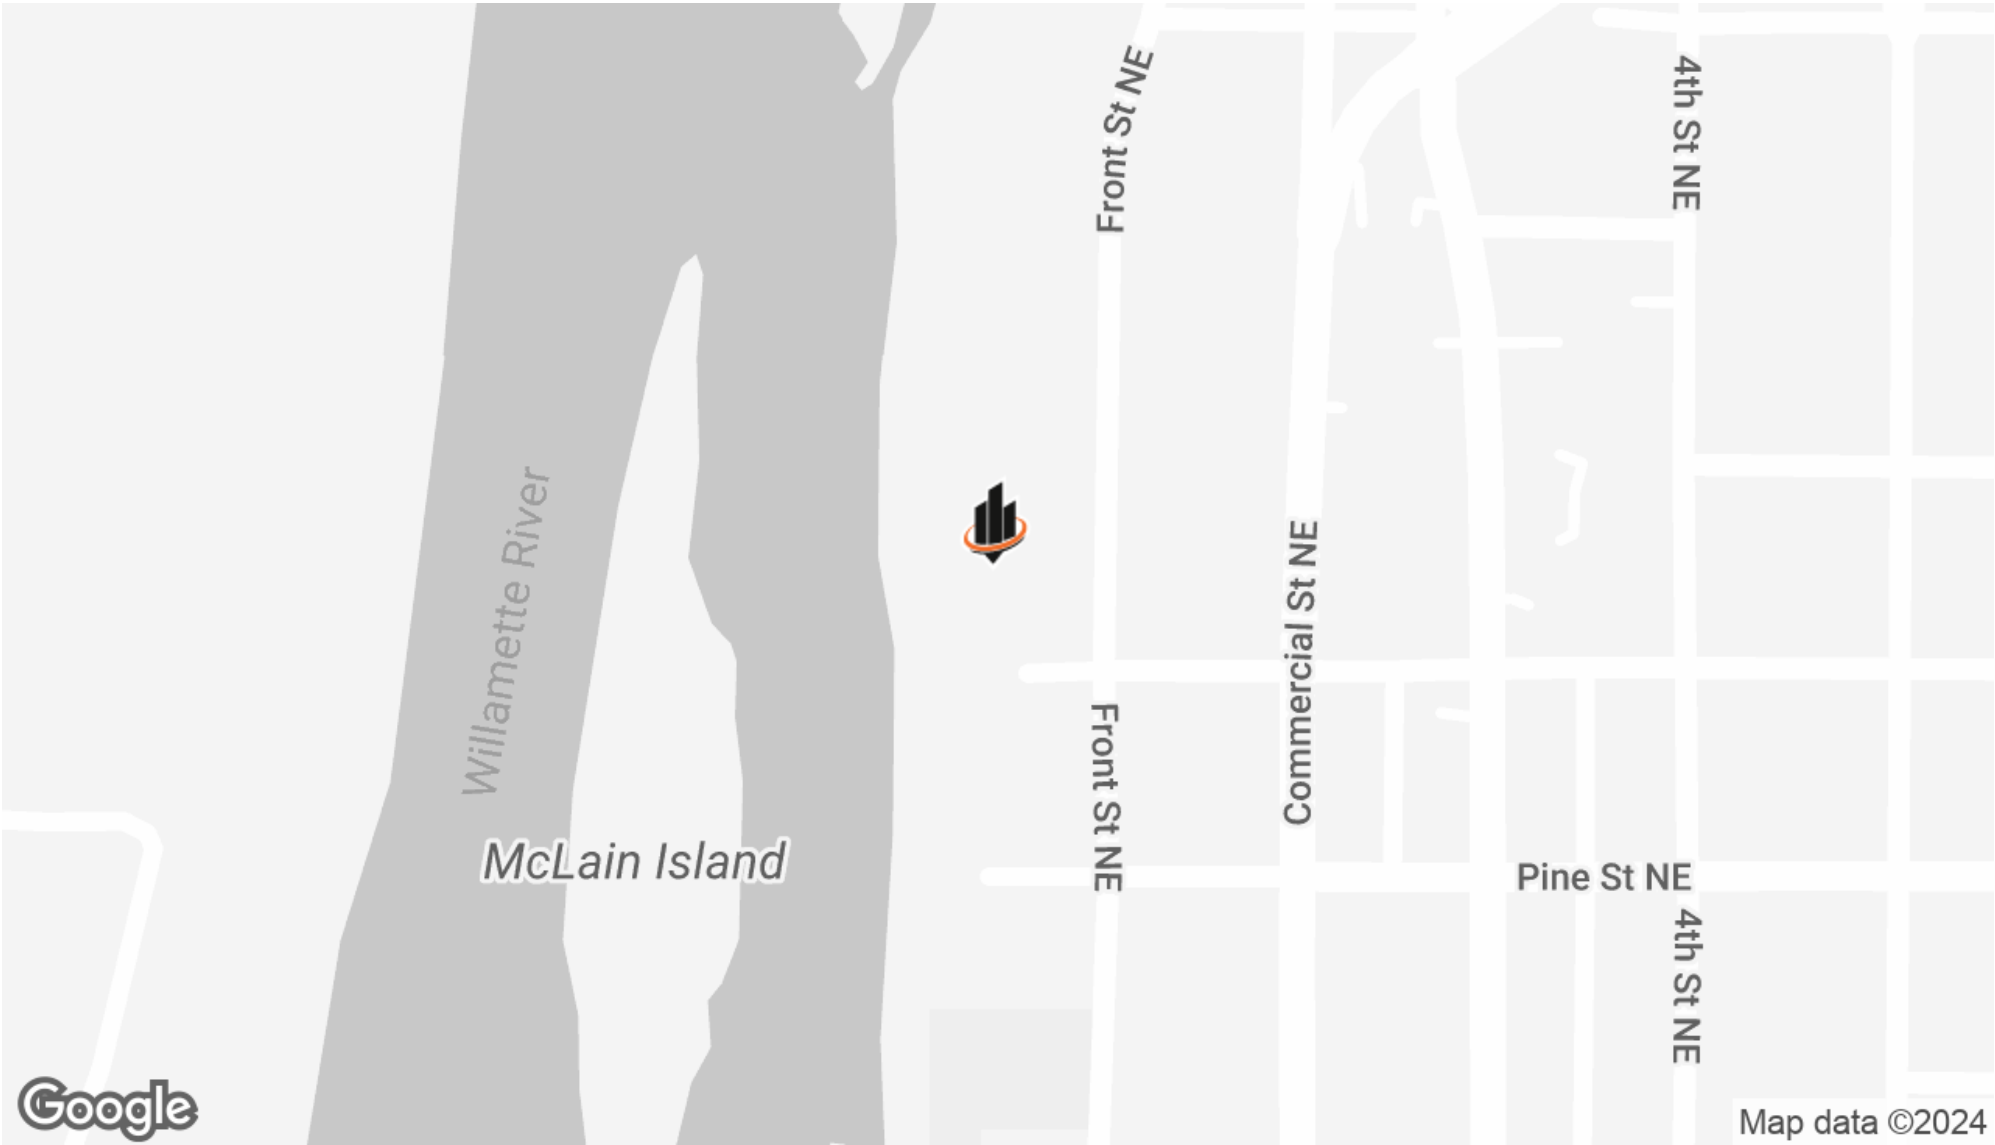 Front St NE
4th St NE
Willamette River
Commercial St NE
Front St NE
McLain Island
Pine St NE
4th St NE
Google
Map data ©2024